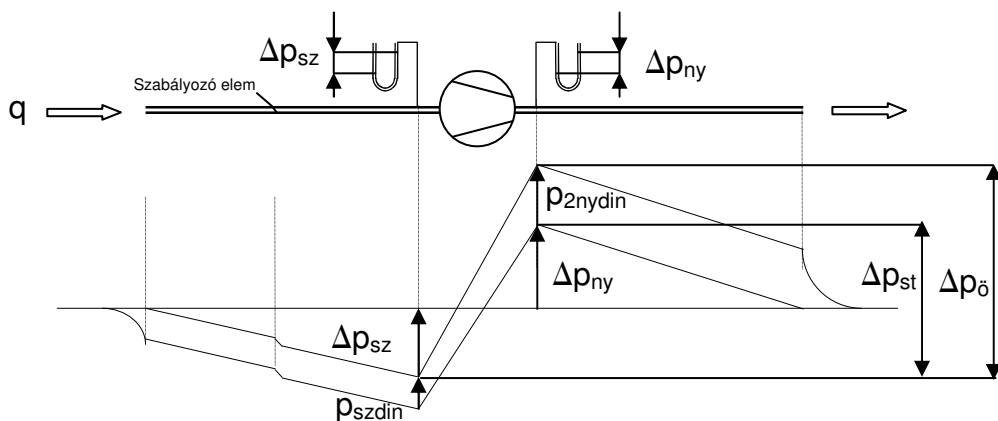 Δpsz
Δpny
Szabályozó elem
q
p2nydin
Δpny
Δpst
Δpö
Δpsz
pszdin